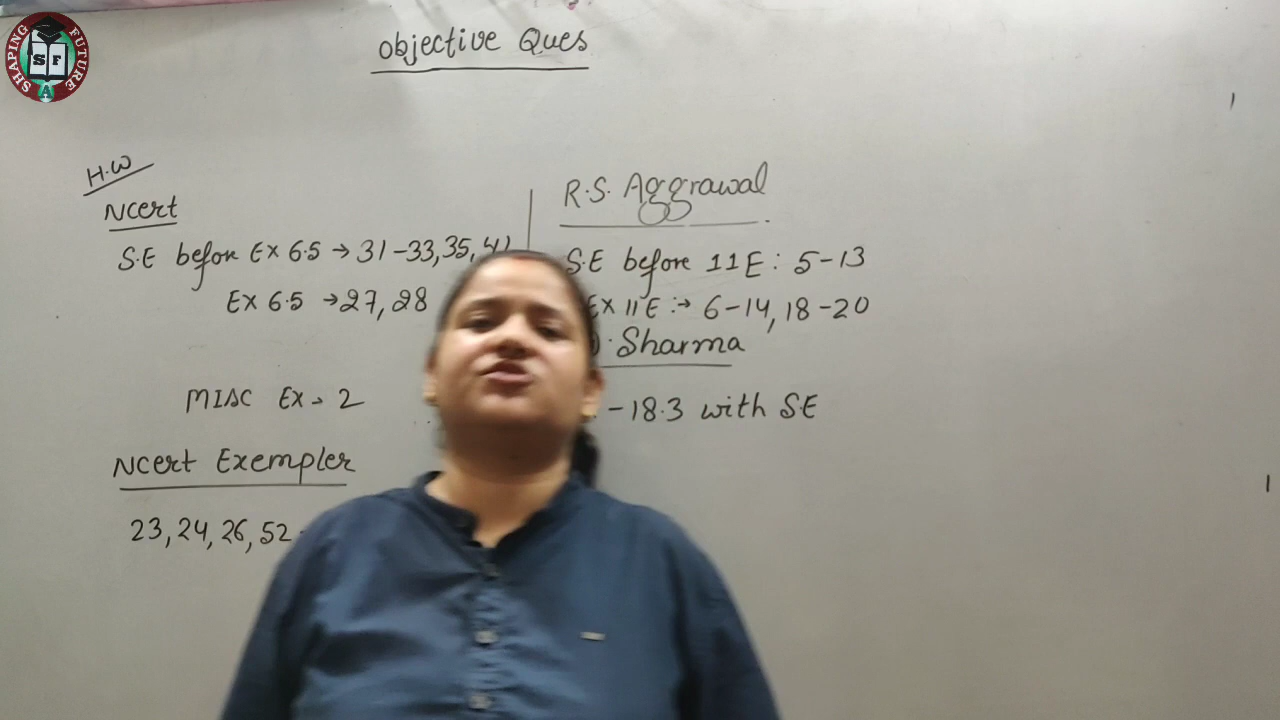 SHAPING FUTURE
S F
A
Objective Ques
H.W
Ncert
S.E before Ex 6.5 → 31-33, 35, 41
Ex 6.5 → 27, 28
MISC Ex - 2
Ncert Exempler
23, 24, 26, 52
R.S. Aggrawal
S.E before 11E: 5-13
Ex 11E :→ 6-14, 18-20
Sharma
-18.3 with S.E